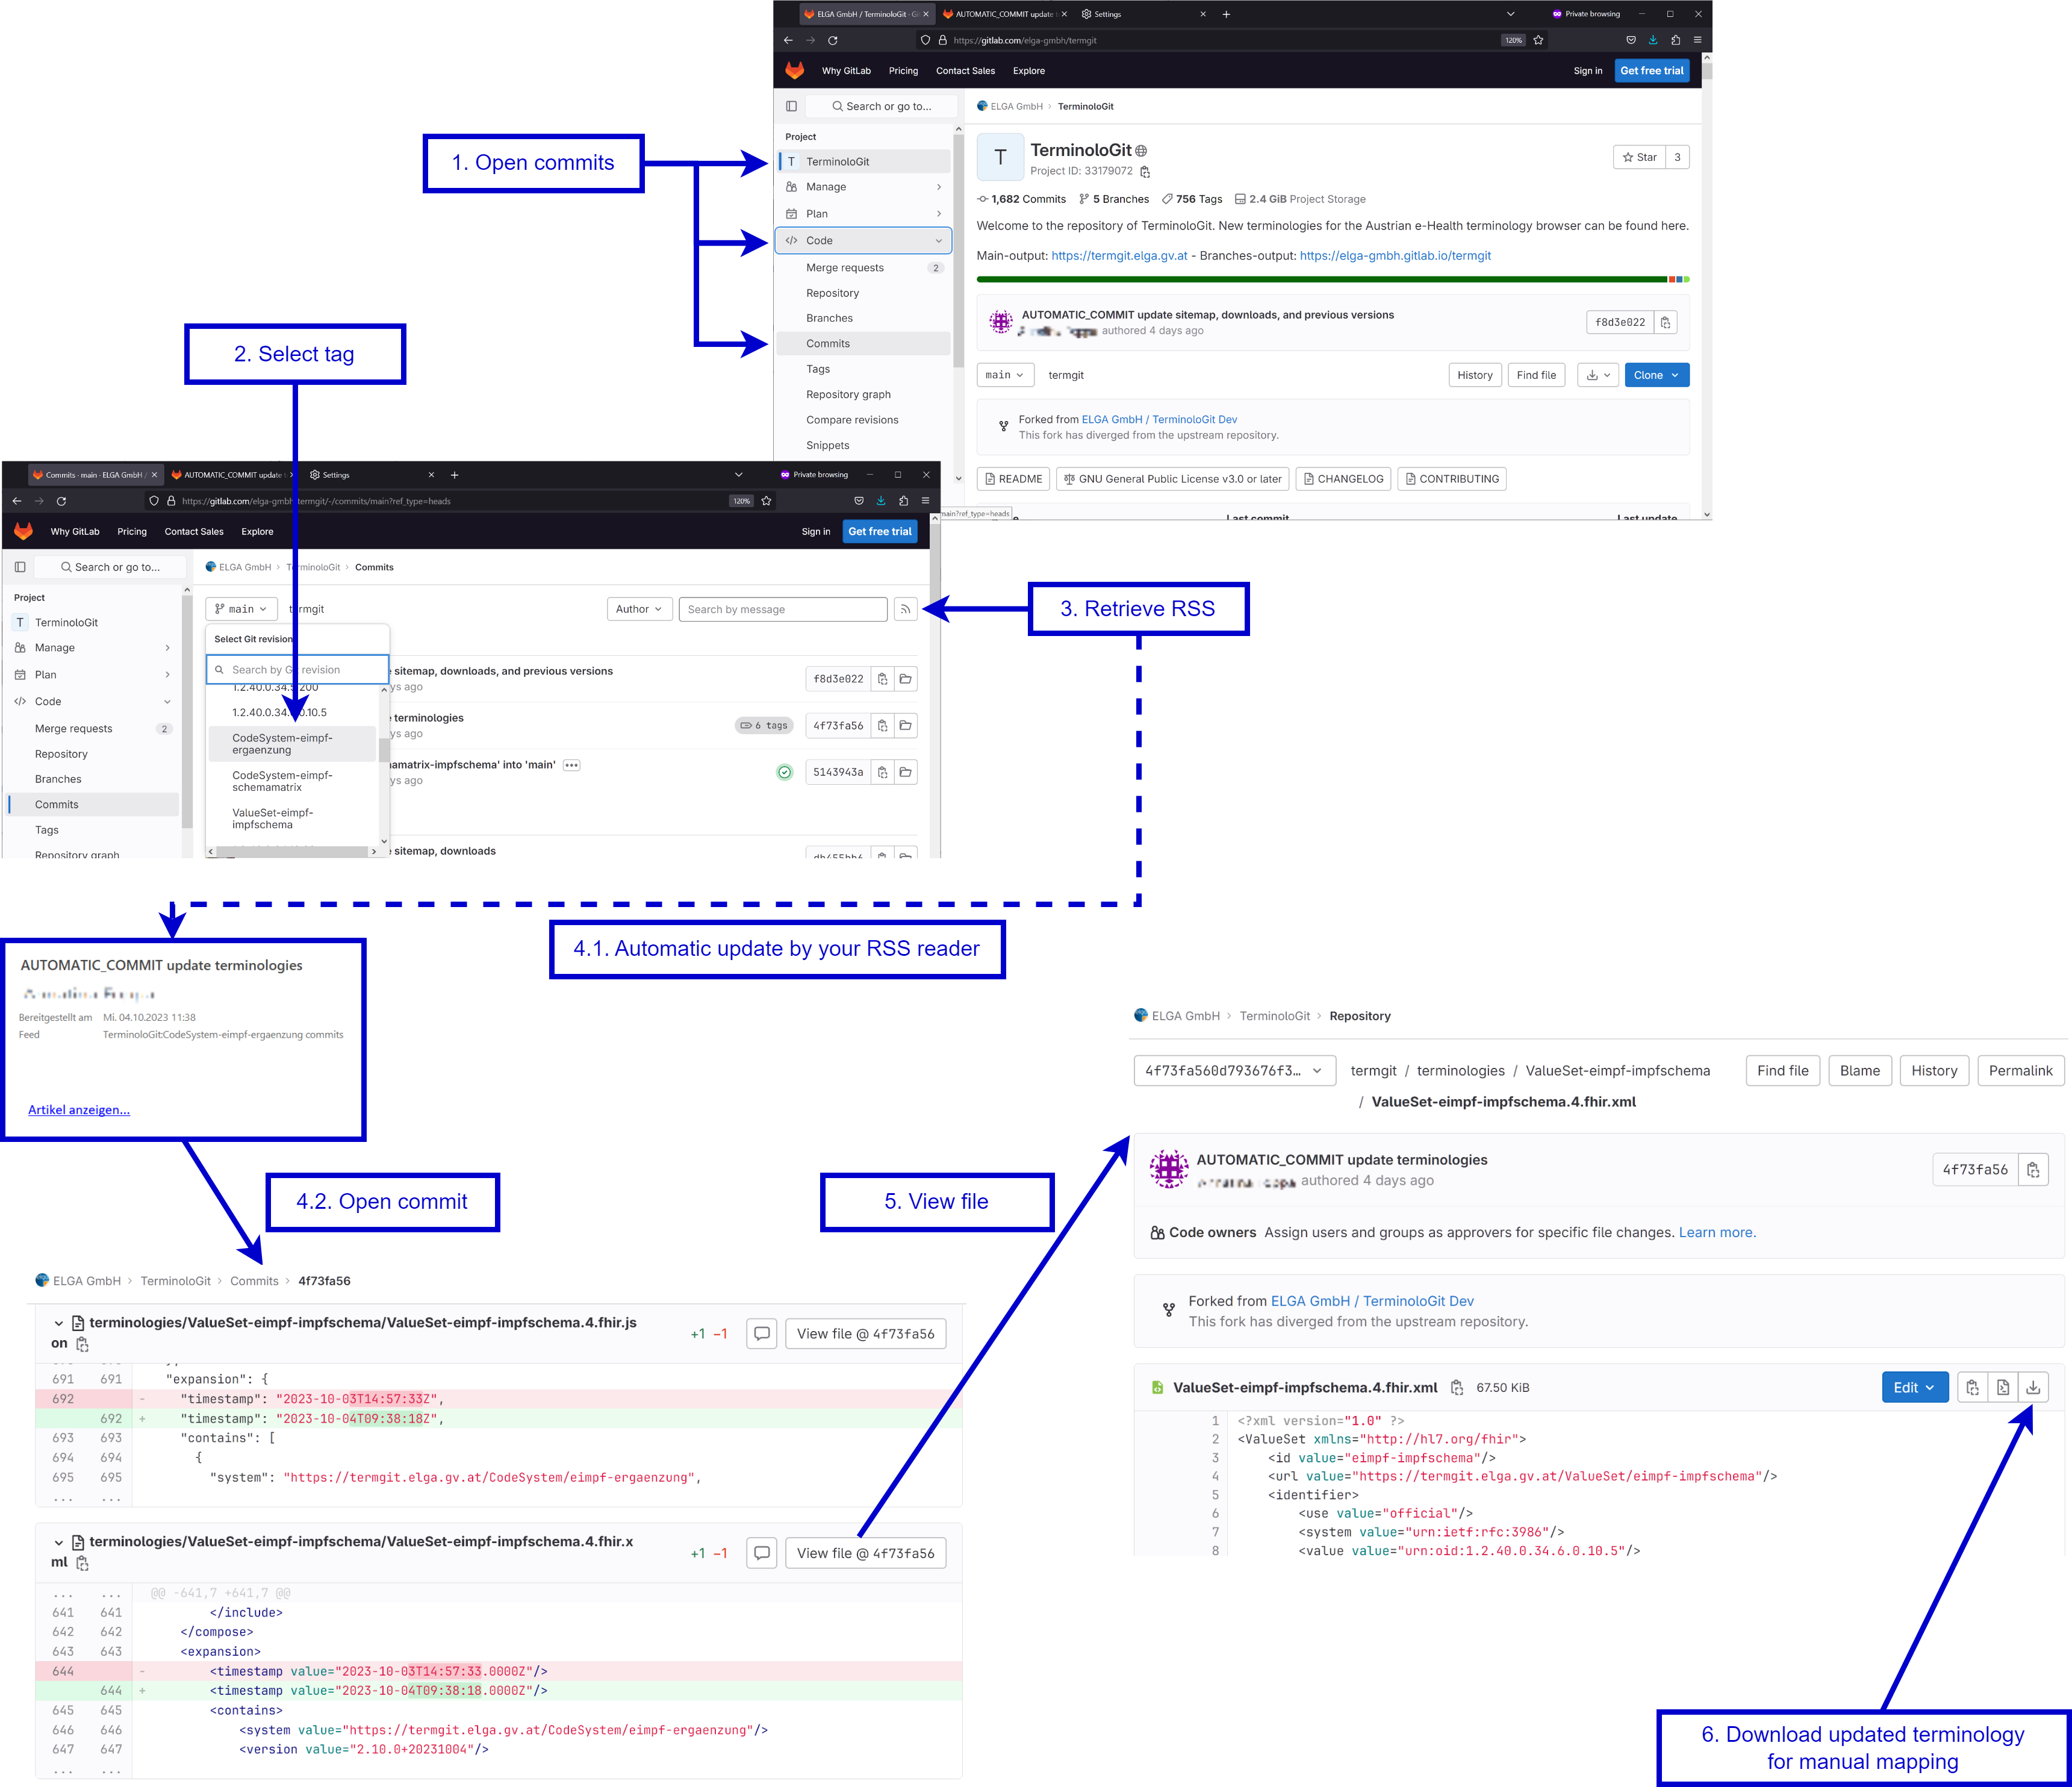 ELGA GmbH / TerminoloGit · Gi
AUTOMATIC_COMMIT update
Settings
Private browsing
https://gitlab.com/elga-gmbh/termgit
120%
Why GitLab Pricing Contact Sales Explore
Sign in
Get free trial
Search or go to...
ELGA GmbH › TerminoloGit
Project
T TerminoloGit
Manage
Plan
Code
Merge requests 2
Repository
Branches
Commits
Tags
Repository graph
Compare revisions
Snippets
T
TerminoloGit
Project ID: 33179072
Star 3
1,682 Commits 5 Branches 756 Tags 2.4 GiB Project Storage
Welcome to the repository of TerminoloGit. New terminologies for the Austrian e-Health terminology browser can be found here.
Main-output: https://termgit.elga.gv.at - Branches-output: https://elga-gmbh.gitlab.io/termgit
AUTOMATIC_COMMIT update sitemap, downloads, and previous versions
authored 4 days ago
f8d3e022
main
termgit
History
Find file
Clone
Forked from ELGA GmbH / TerminoloGit Dev
This fork has diverged from the upstream repository.
README
GNU General Public License v3.0 or later
CHANGELOG
CONTRIBUTING
main?ref_type=heads
Last commit
Last update
1. Open commits
2. Select tag
Commits · main · ELGA GmbH /
AUTOMATIC_COMMIT update
Settings
Private browsing
https://gitlab.com/elga-gmbh/termgit/-/commits/main?ref_type=heads
120%
Why GitLab Pricing Contact Sales Explore
Sign in
Get free trial
Search or go to...
ELGA GmbH › TerminoloGit › Commits
Project
T TerminoloGit
Manage
Plan
Code
Merge requests 2
Repository
Branches
Commits
Tags
Repository graph
main
termgit
Author
Search by message
Select Git revision
Search by Git revision
1.2.40.0.34.5.200
CodeSystem-eimpf-
ergaenzung
CodeSystem-eimpf-
schemamatrix
ValueSet-eimpf-
impfschema
sitemap, downloads, and previous versions
ys ago
f8d3e022
terminologies
ys ago
6 tags
4f73fa56
amatrix-impfschema' into 'main'
ys ago
5143943a
sitemap, downloads
db455bb6
3. Retrieve RSS
4.1. Automatic update by your RSS reader
AUTOMATIC_COMMIT update terminologies
Bereitgestellt am Mi. 04.10.2023 11:38
Feed TerminoloGit:CodeSystem-eimpf-ergaenzung commits
Artikel anzeigen...
4.2. Open commit
ELGA GmbH › TerminoloGit › Commits › 4f73fa56
terminologies/ValueSet-eimpf-impfschema/ValueSet-eimpf-impfschema.4.fhir.js
on
+1 −1
View file @ 4f73fa56
691 691 "expansion": {
692 - "timestamp": "2023-10-03T14:57:33Z",
692 + "timestamp": "2023-10-04T09:38:18Z",
693 693 "contains": [
694 694 {
695 695 "system": "https://termgit.elga.gv.at/CodeSystem/eimpf-ergaenzung",
... ...
terminologies/ValueSet-eimpf-impfschema/ValueSet-eimpf-impfschema.4.fhir.x
ml
+1 −1
View file @ 4f73fa56
... ... @@ -641,7 +641,7 @@
641 641 </include>
642 642 </compose>
643 643 <expansion>
644 - <timestamp value="2023-10-03T14:57:33.0000Z"/>
644 + <timestamp value="2023-10-04T09:38:18.0000Z"/>
645 645 <contains>
646 646 <system value="https://termgit.elga.gv.at/CodeSystem/eimpf-ergaenzung"/>
647 647 <version value="2.10.0+20231004"/>
... ...
5. View file
ELGA GmbH › TerminoloGit › Repository
4f73fa560d793676f3…
termgit / terminologies / ValueSet-eimpf-impfschema
/ ValueSet-eimpf-impfschema.4.fhir.xml
Find file
Blame
History
Permalink
AUTOMATIC_COMMIT update terminologies
authored 4 days ago
4f73fa56
Code owners Assign users and groups as approvers for specific file changes. Learn more.
Forked from ELGA GmbH / TerminoloGit Dev
This fork has diverged from the upstream repository.
ValueSet-eimpf-impfschema.4.fhir.xml 67.50 KiB
Edit
1 <?xml version="1.0" ?>
2 <ValueSet xmlns="http://hl7.org/fhir">
3 <id value="eimpf-impfschema"/>
4 <url value="https://termgit.elga.gv.at/ValueSet/eimpf-impfschema"/>
5 <identifier>
6 <use value="official"/>
7 <system value="urn:ietf:rfc:3986"/>
8 <value value="urn:oid:1.2.40.0.34.6.0.10.5"/>
6. Download updated terminology
for manual mapping